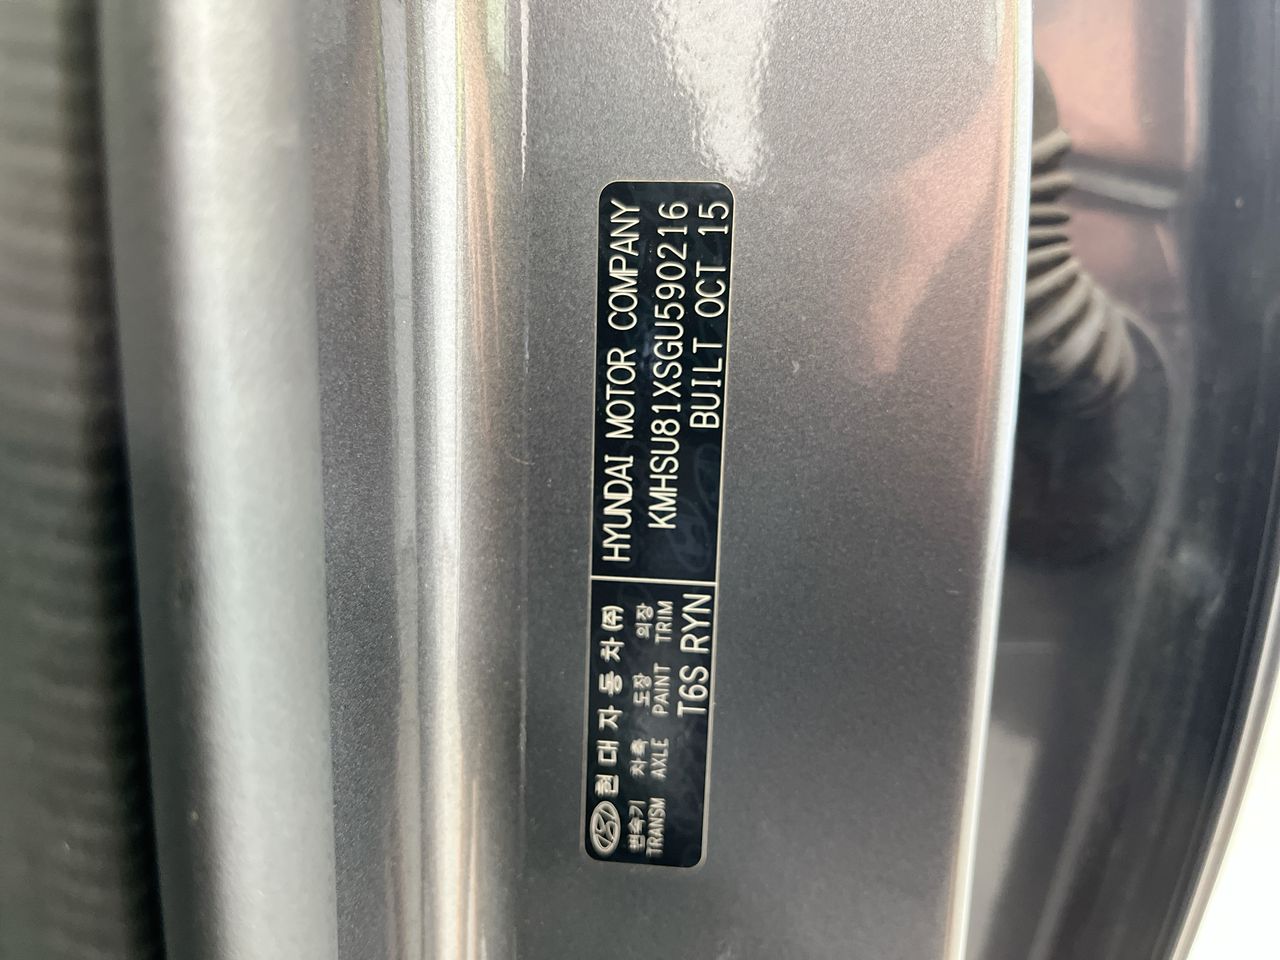 현대자동차(주)
변속기 차축 도장 의장
TRANSM AXLE PAINT TRIM
T6S RYN
HYUNDAI MOTOR COMPANY
KMHSU81XSGU590216
BUILT OCT 15